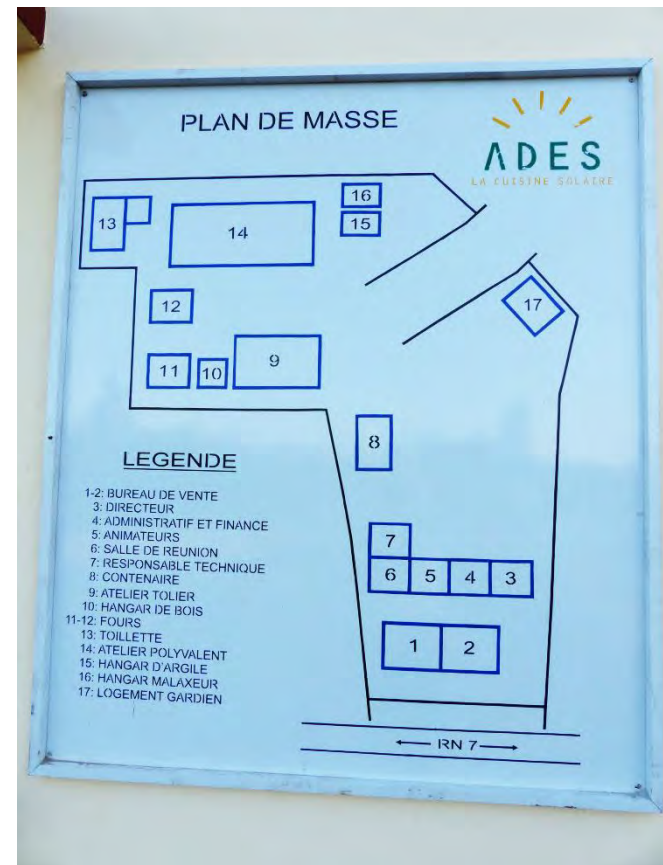 PLAN DE MASSE
ADES
LA CUISINE SOLAIRE
16
15
13
14
17
12
11
10
9
8
7
6
5
4
3
1
2
LEGENDE
1-2: BUREAU DE VENTE
3: DIRECTEUR
4: ADMINISTRATIF ET FINANCE
5: ANIMATEURS
6: SALLE DE REUNION
7: RESPONSABLE TECHNIQUE
8: CONTENAIRE
9: ATELIER TOLIER
10: HANGAR DE BOIS
11-12: FOURS
13: TOILLETTE
14: ATELIER POLYVALENT
15: HANGAR D'ARGILE
16: HANGAR MALAXEUR
17: LOGEMENT GARDIEN
RN 7